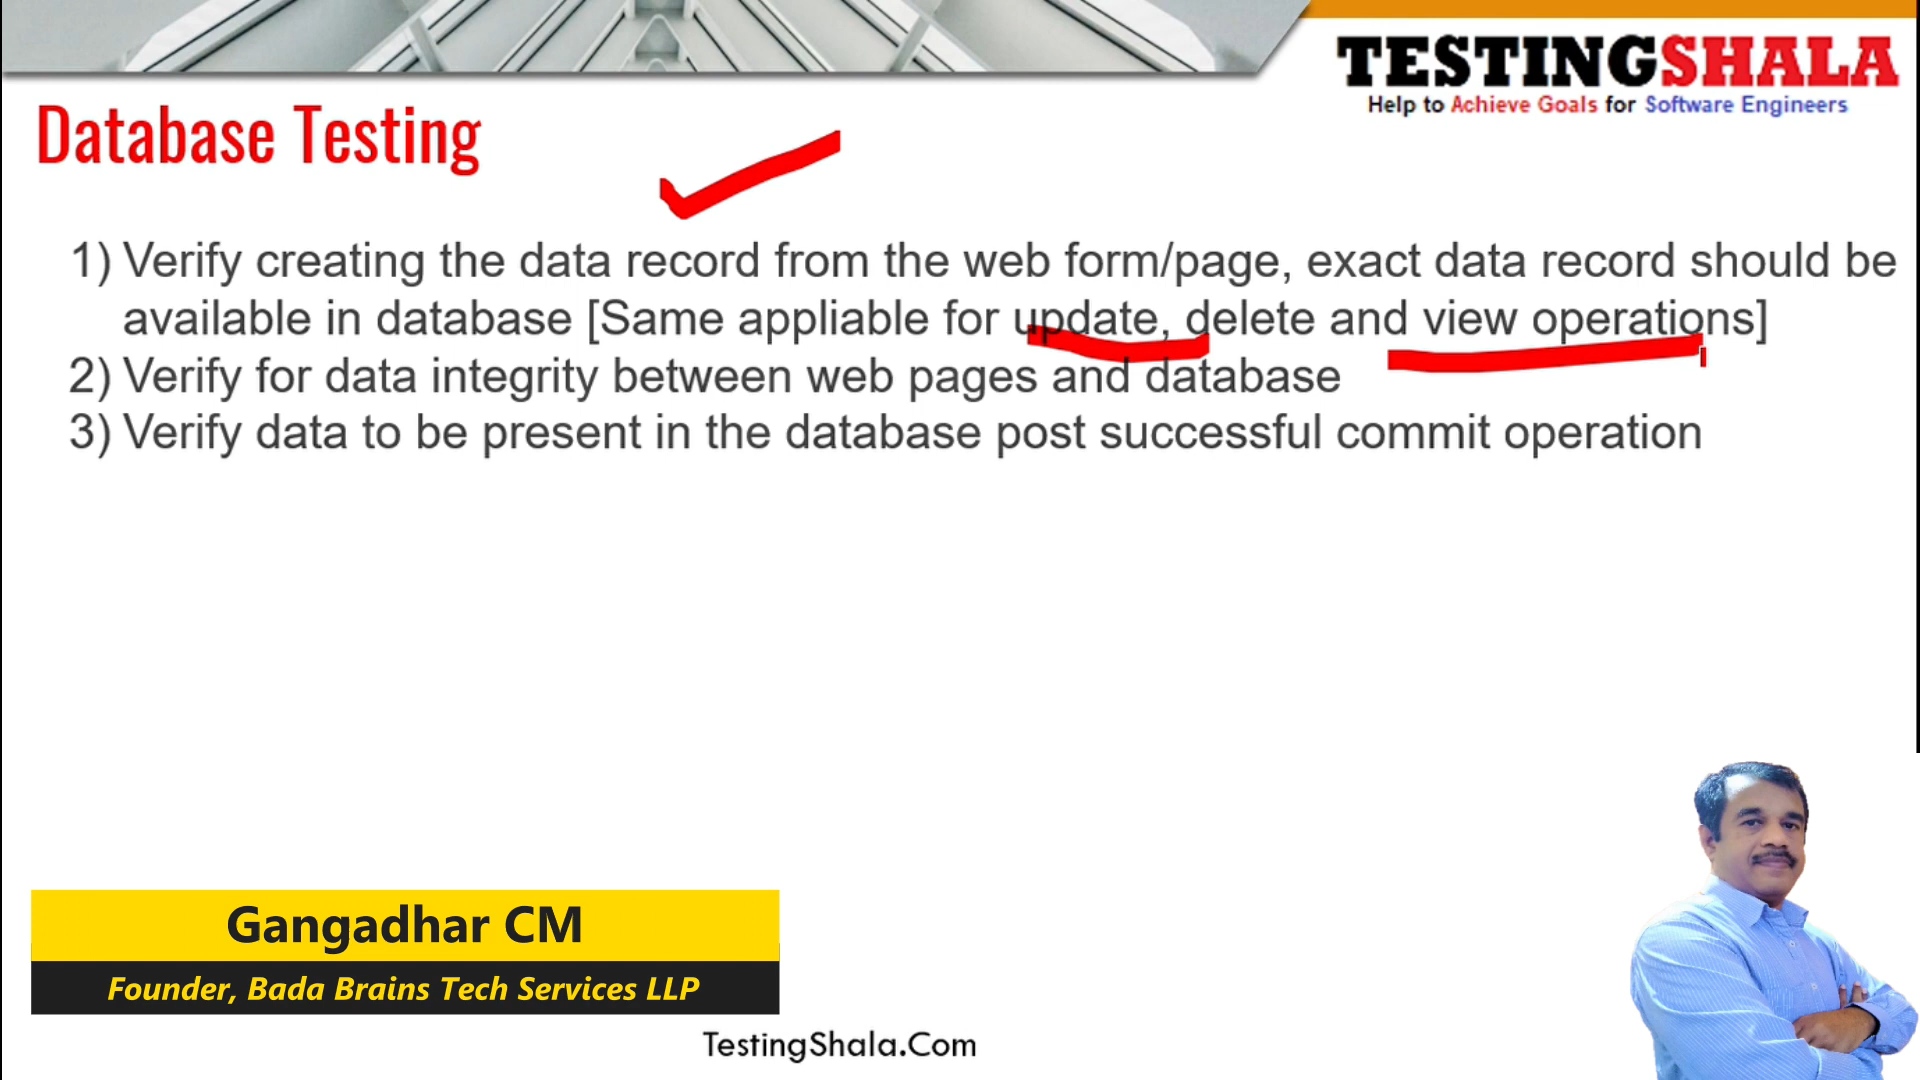 TESTINGSHALA
Help to Achieve Goals for Software Engineers
Database Testing
1) Verify creating the data record from the web form/page, exact data record should be
available in database [Same appliable for update, delete and view operations]
2) Verify for data integrity between web pages and database
3) Verify data to be present in the database post successful commit operation
Gangadhar CM
Founder, Bada Brains Tech Services LLP
TestingShala.Com